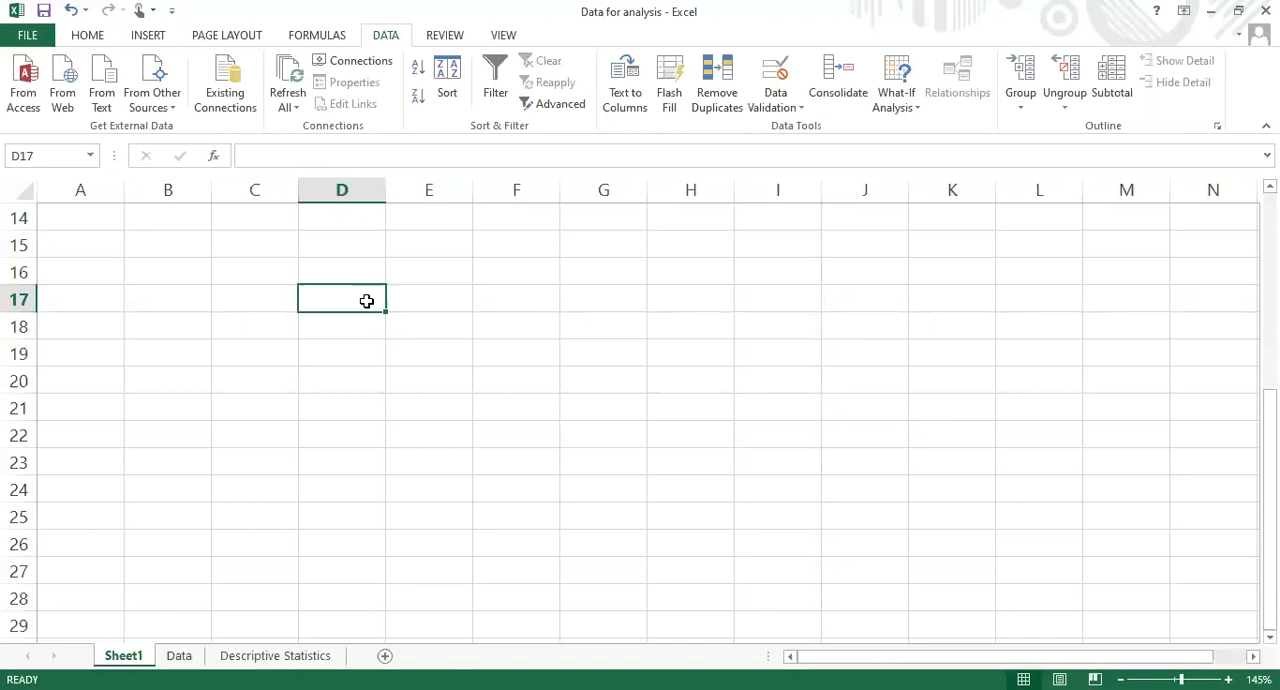 Data for analysis - Excel
?
FILE HOME INSERT PAGE LAYOUT FORMULAS DATA REVIEW VIEW
From Access
From Web
From Text
From Other Sources
Existing Connections
Get External Data
Refresh All
Connections
Properties
Edit Links
Connections
Sort
Filter
Clear
Reapply
Advanced
Sort & Filter
Text to Columns
Flash Fill
Remove Duplicates
Data Validation
Consolidate
What-If Analysis
Relationships
Data Tools
Group
Ungroup
Subtotal
Show Detail
Hide Detail
Outline
D17
fx
A B C D E F G H I J K L M N
14
15
16
17
18
19
20
21
22
23
24
25
26
27
28
29
Sheet1 Data Descriptive Statistics
READY
145%